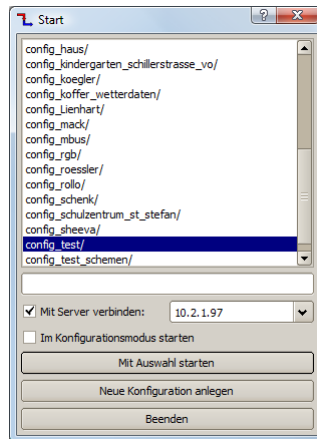 Start
config_haus/
config_kindergarten_schillerstrasse_vo/
config_koegler/
config_koffer_wetterdaten/
config_Lienhart/
config_mack/
config_mbus/
config_rgb/
config_roessler/
config_rollo/
config_schenk/
config_schulzentrum_st_stefan/
config_sheeva/
config_test/
config_test_schemen/
Mit Server verbinden: 10.2.1.97
Im Konfigurationsmodus starten
Mit Auswahl starten
Neue Konfiguration anlegen
Beenden